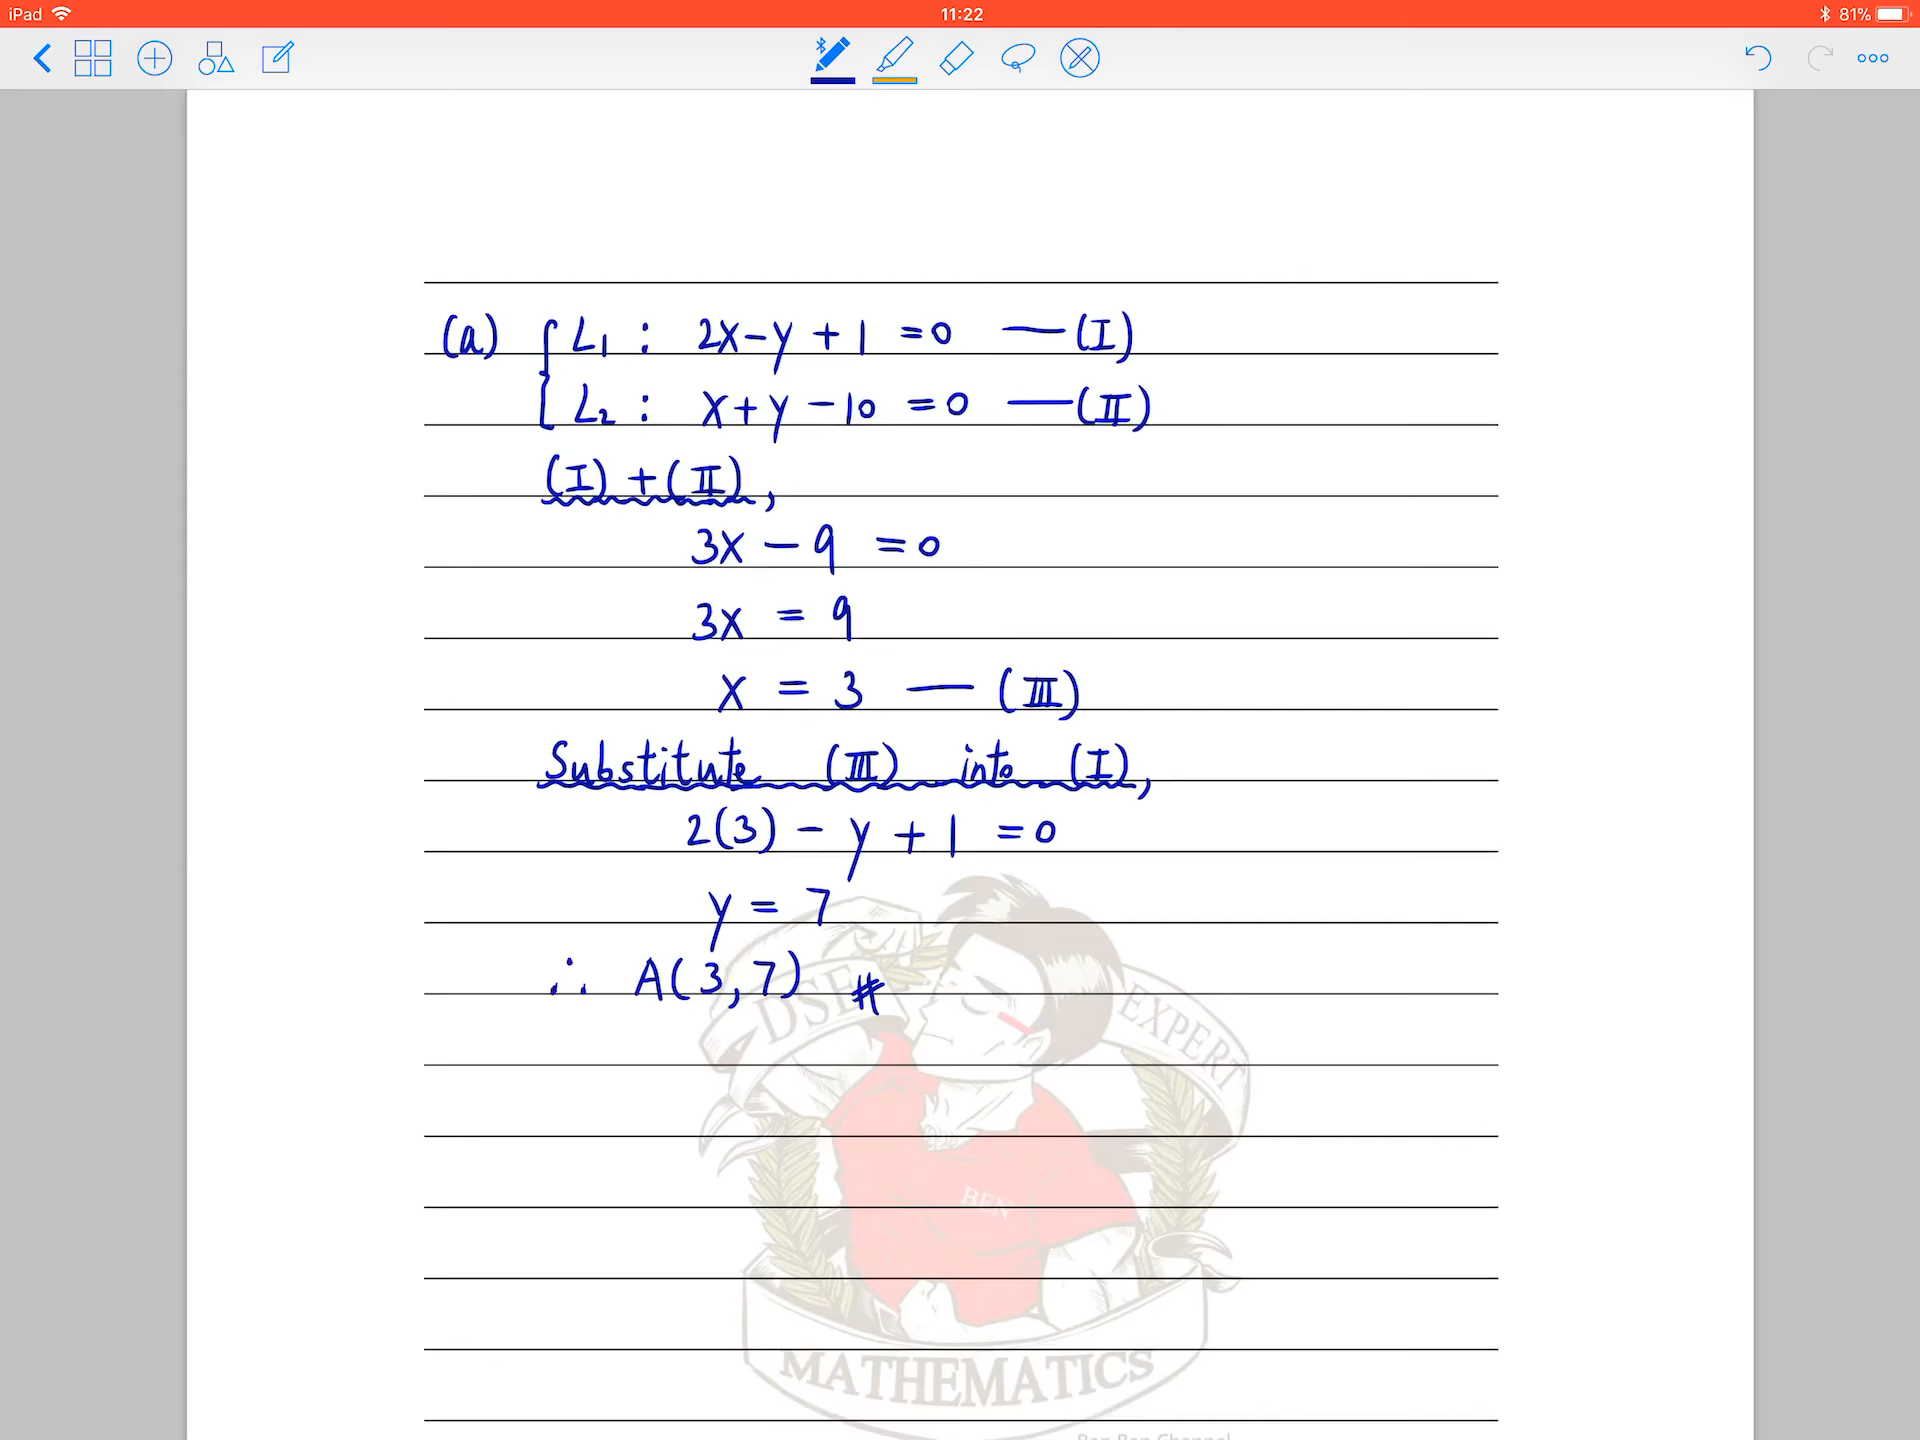 iPad 11:22 81%
(a) { L₁ : 2x-y+1 =0 —(I)
L₂ : x+y-10 =0 —(II)
(I) + (II),
3x - 9 =0
3x = 9
x = 3 — (III)
Substitute (III) into (I),
2(3) - y + 1 =0
y = 7
∴ A(3,7) #
DSE EXPERT
BEN
MATHEMATICS